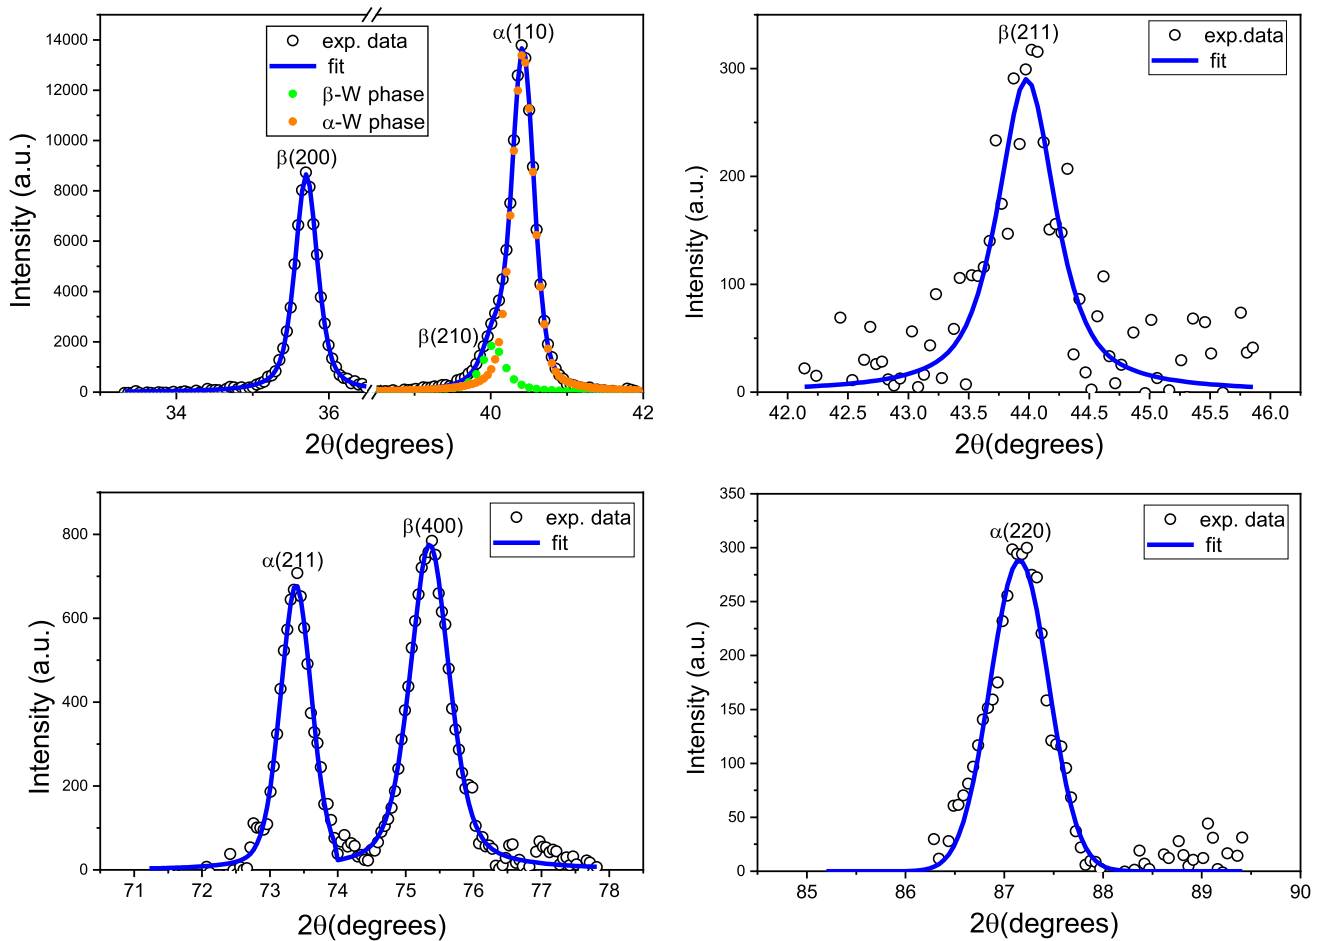 exp. data
fit
β-W phase
α-W phase
α(110)
β(200)
β(210)
Intensity (a.u.)
14000
12000
10000
8000
6000
4000
2000
0
34 36 40 42
2θ(degrees)
β(211)
exp.data
fit
Intensity (a.u.)
300
200
100
0
42.0 42.5 43.0 43.5 44.0 44.5 45.0 45.5 46.0
2θ(degrees)
β(400)
α(211)
exp. data
fit
Intensity (a.u.)
800
600
400
200
0
71 72 73 74 75 76 77 78
2θ(degrees)
α(220)
exp. data
fit
Intensity (a.u.)
350
300
250
200
150
100
50
0
85 86 87 88 89 90
2θ(degrees)